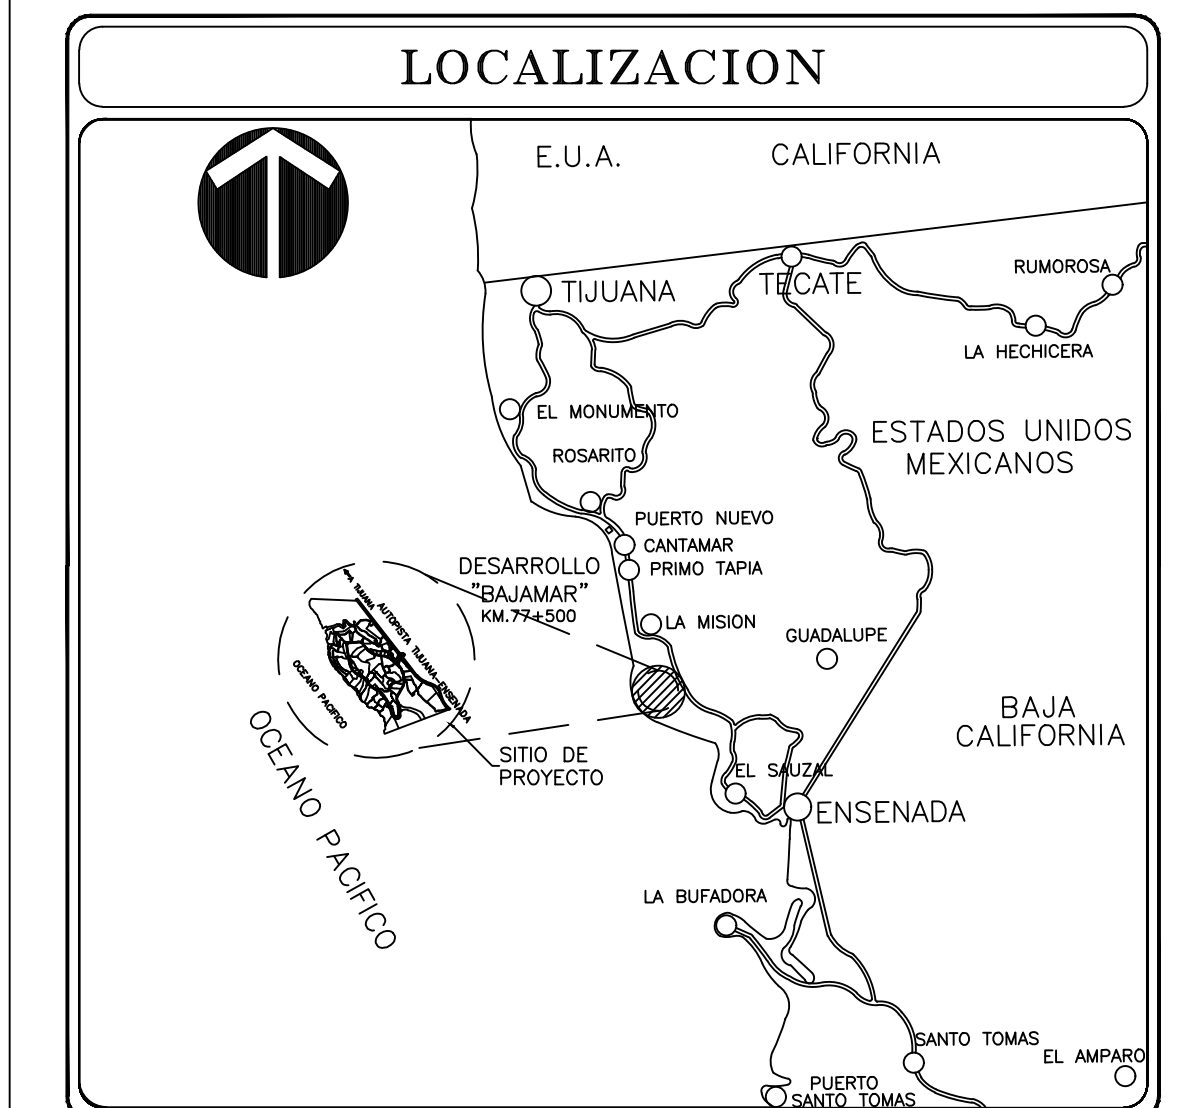 LOCALIZACION
E.U.A.
CALIFORNIA
TIJUANA
TECATE
RUMOROSA
LA HECHICERA
EL MONUMENTO
ESTADOS UNIDOS
MEXICANOS
ROSARITO
PUERTO NUEVO
CANTAMAR
PRIMO TAPIA
DESARROLLO
"BAJAMAR"
KM.77+500
LA MISION
GUADALUPE
A TIJUANA
AUTOPISTA TIJUANA-ENSENADA
OCEANO PACIFICO
OCEANO PACIFICO
SITIO DE
PROYECTO
BAJA
CALIFORNIA
EL SAUZAL
ENSENADA
LA BUFADORA
SANTO TOMAS
EL AMPARO
PUERTO
SANTO TOMAS